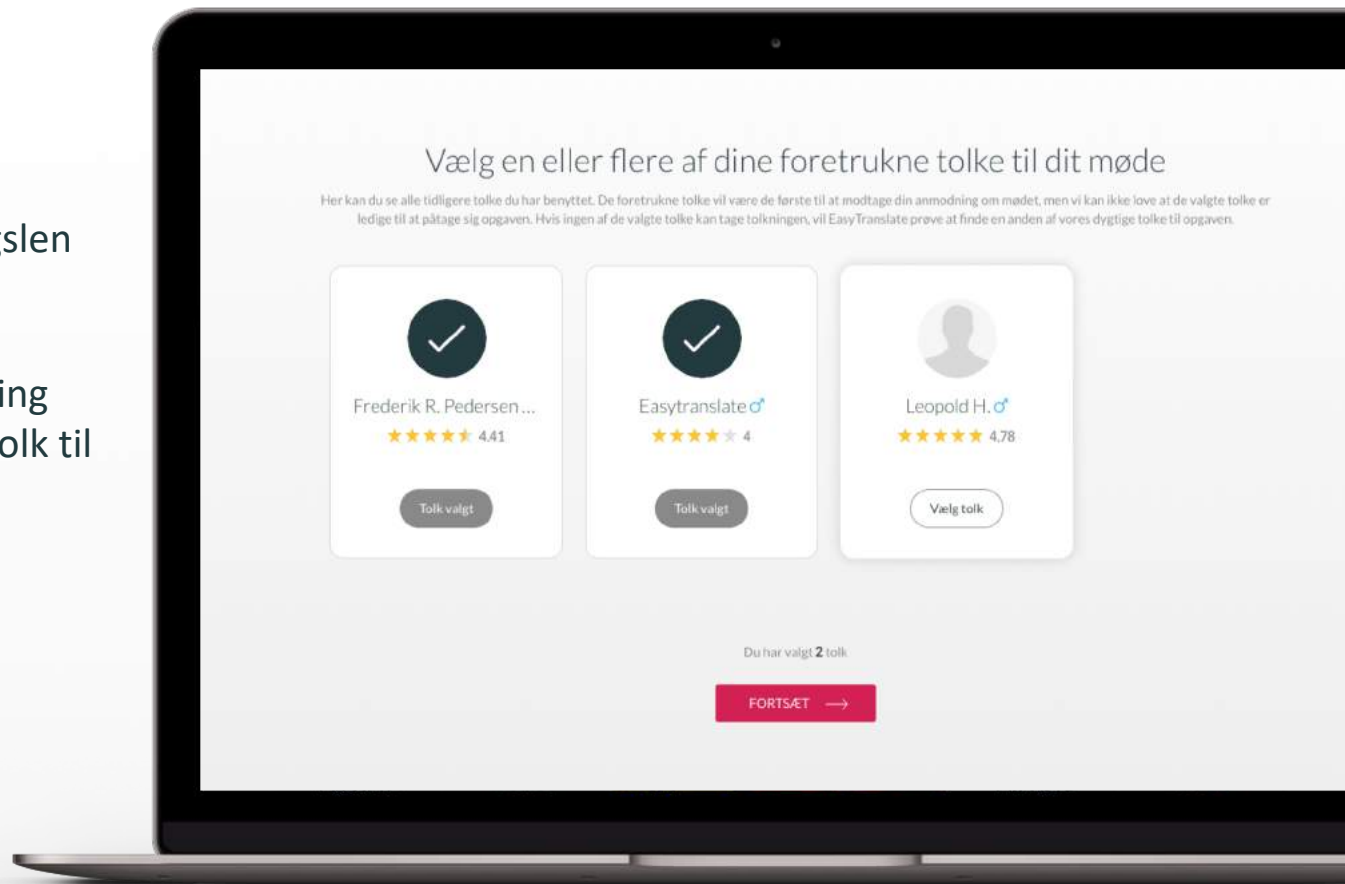 gslen
ing
olk til
Vælg en eller flere af dine foretrukne tolke til dit møde
Her kan du se alle tidligere tolke du har benyttet. De foretrukne tolke vil være de første til at modtage din anmodning om mødet, men vi kan ikke love at de valgte tolke er
ledige til at påtage sig opgaven. Hvis ingen af de valgte tolke kan tage tolkningen, vil EasyTranslate prøve at finde en anden af vores dygtige tolke til opgaven.
Frederik R. Pedersen ...
4.41
Tolk valgt
Easytranslate ♂
4
Tolk valgt
Leopold H. ♂
4,78
Vælg tolk
Du har valgt 2 tolk
FORTSÆT →